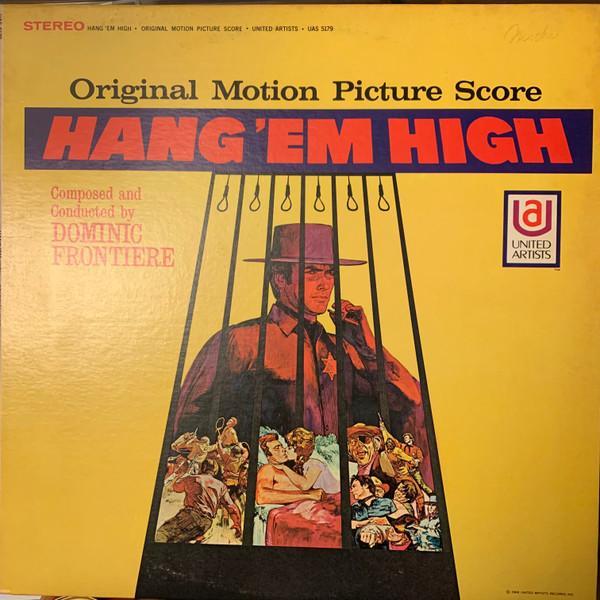 STEREO HANG 'EM HIGH • ORIGINAL MOTION PICTURE SCORE • UNITED ARTISTS • UAS 5179
Original Motion Picture Score
HANG 'EM HIGH
Composed and
Conducted by
DOMINIC
FRONTIERE
UA
UNITED
ARTISTS